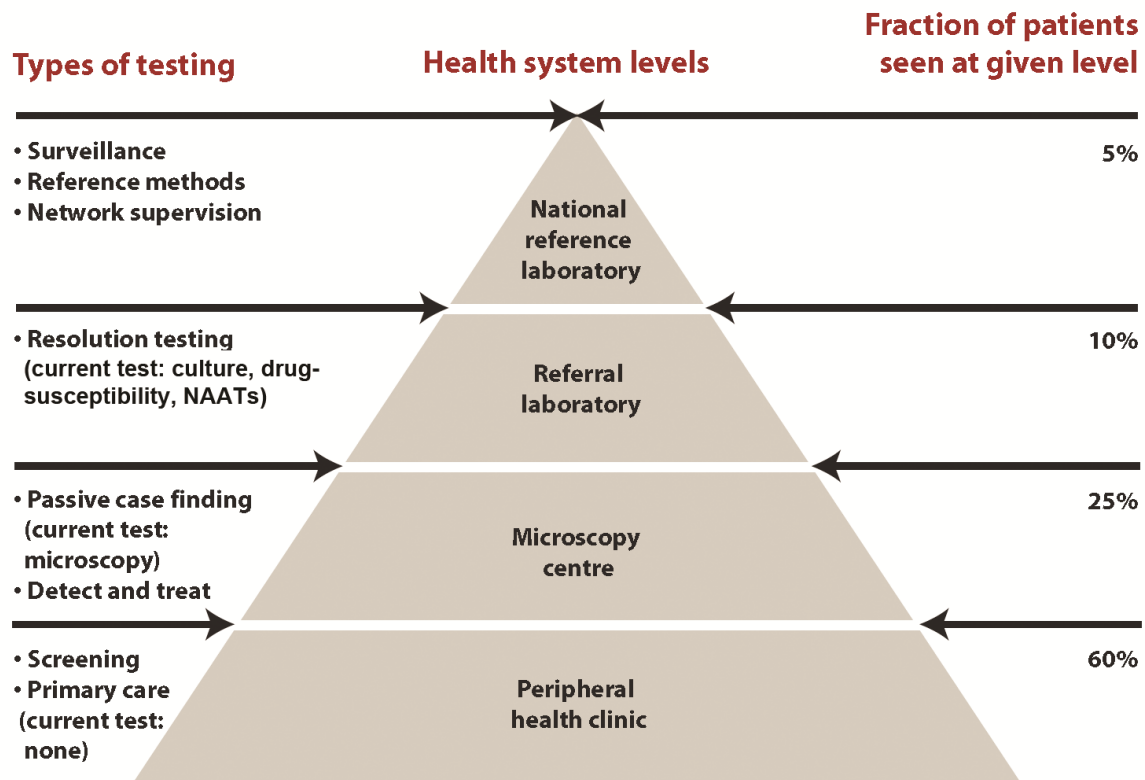 Types of testing
Health system levels
Fraction of patients
seen at given level
• Surveillance
• Reference methods
• Network supervision
National
reference
laboratory
5%
• Resolution testing
(current test: culture, drug-
susceptibility, NAATs)
Referral
laboratory
10%
• Passive case finding
(current test:
microscopy)
• Detect and treat
Microscopy
centre
25%
• Screening
• Primary care
(current test:
none)
Peripheral
health clinic
60%